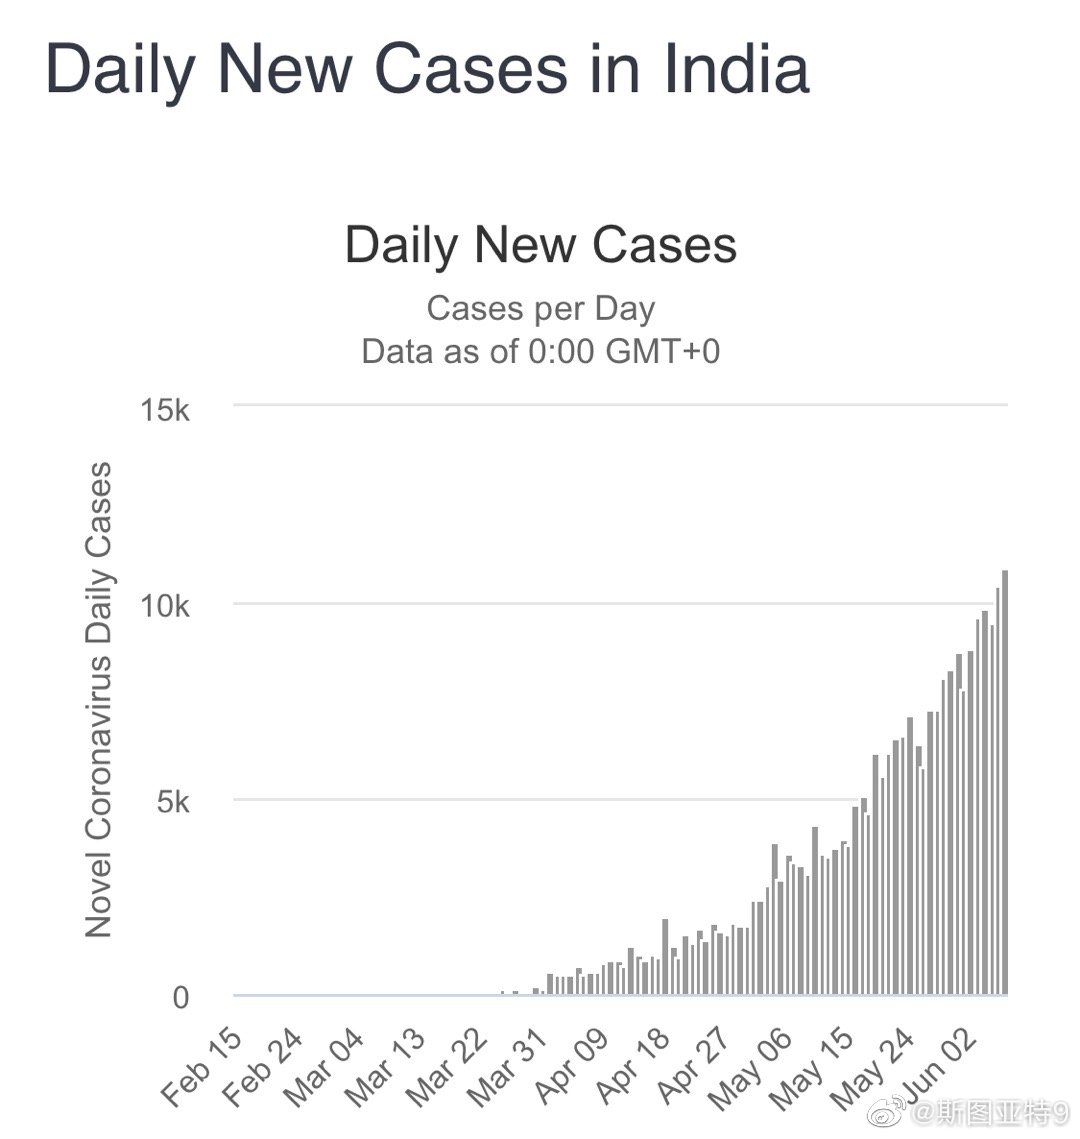 Daily New Cases in India
Daily New Cases
Cases per Day
Data as of 0:00 GMT+0
Novel Coronavirus Daily Cases
15k
10k
5k
0
Feb 15
Feb 24
Mar 04
Mar 13
Mar 22
Mar 31
Apr 09
Apr 18
Apr 27
May 06
May 15
May 24
Jun 02
@斯图亚特9